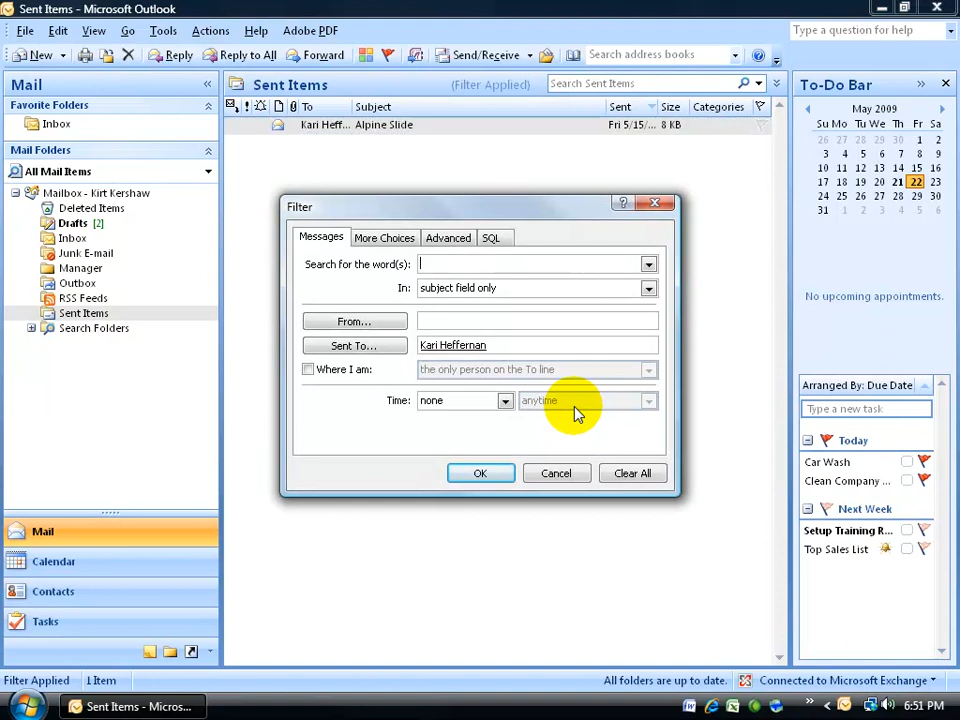 Sent Items - Microsoft Outlook
File Edit View Go Tools Actions Help Adobe PDF
Type a question for help
New Reply Reply to All Forward Send/Receive Search address books
Mail «
Favorite Folders
Inbox
Mail Folders
All Mail Items
Mailbox - Kirt Kershaw
Deleted Items
Drafts [2]
Inbox
Junk E-mail
Manager
Outbox
RSS Feeds
Sent Items
Search Folders
Mail
Calendar
Contacts
Tasks
Sent Items (Filter Applied) Search Sent Items
! To Subject Sent Size Categories
Kari Heff... Alpine Slide Fri 5/15/... 8 KB
Filter
Messages More Choices Advanced SQL
Search for the word(s):
In: subject field only
From...
Sent To... Kari Heffernan
Where I am: the only person on the To line
Time: none anytime
OK Cancel Clear All
To-Do Bar »
May 2009
Su Mo Tu We Th Fr Sa
26 27 28 29 30 1 2
3 4 5 6 7 8 9
10 11 12 13 14 15 16
17 18 19 20 21 22 23
24 25 26 27 28 29 30
31 1 2 3 4 5 6
No upcoming appointments.
Arranged By: Due Date
Type a new task
Today
Car Wash
Clean Company ...
Next Week
Setup Training R...
Top Sales List
Filter Applied 1 Item All folders are up to date. Connected to Microsoft Exchange
Sent Items - Micros... 6:51 PM